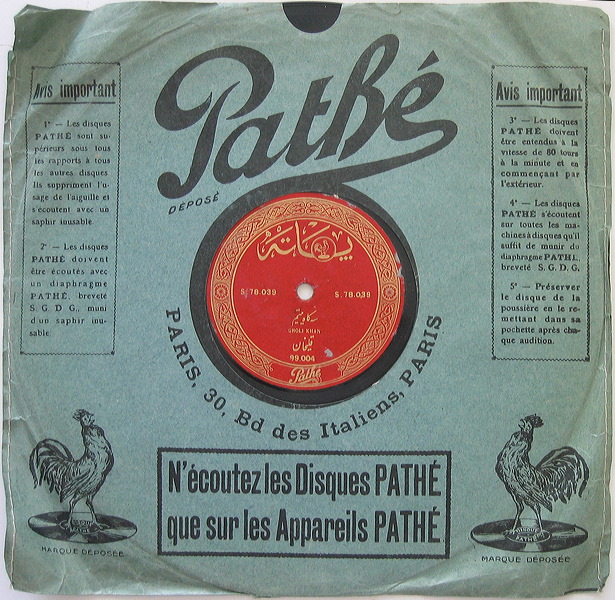 Pathé
DÉPOSÉ
Avis important
1° — Les disques
PATHÉ sont su-
périeurs sous tous
les rapports à tous
les autres disques.
Ils suppriment l'u-
sage de l'aiguille et
s'écoutent avec un
saphir inusable.
2° — Les disques
PATHÉ doivent
être écoutés avec
un diaphragme
PATHÉ, breveté
S. G. D. G., muni
d'un saphir inu-
sable.
Avis important
3° — Les disques
PATHÉ doivent
être entendus à la
vitesse de 80 tours
à la minute et en
commençant par
l'extérieur.
4° — Les disques
PATHÉ s'écoutent
sur toutes les ma-
chines à disques qu'il
suffit de munir du
diaphragme PATHÉ,
breveté S. G. D. G.
5° — Préserver
le disque de la
poussière en le re-
mettant dans sa
pochette après cha-
que audition.
S. 78.039
S. 78.039
GHOLI KHAN
قلیخان
99.004
Pathé
PARIS, 30, Bd des Italiens, PARIS
N'écoutez les Disques PATHÉ
que sur les Appareils PATHÉ
MARQUE DÉPOSÉE
MARQUE DÉPOSÉE